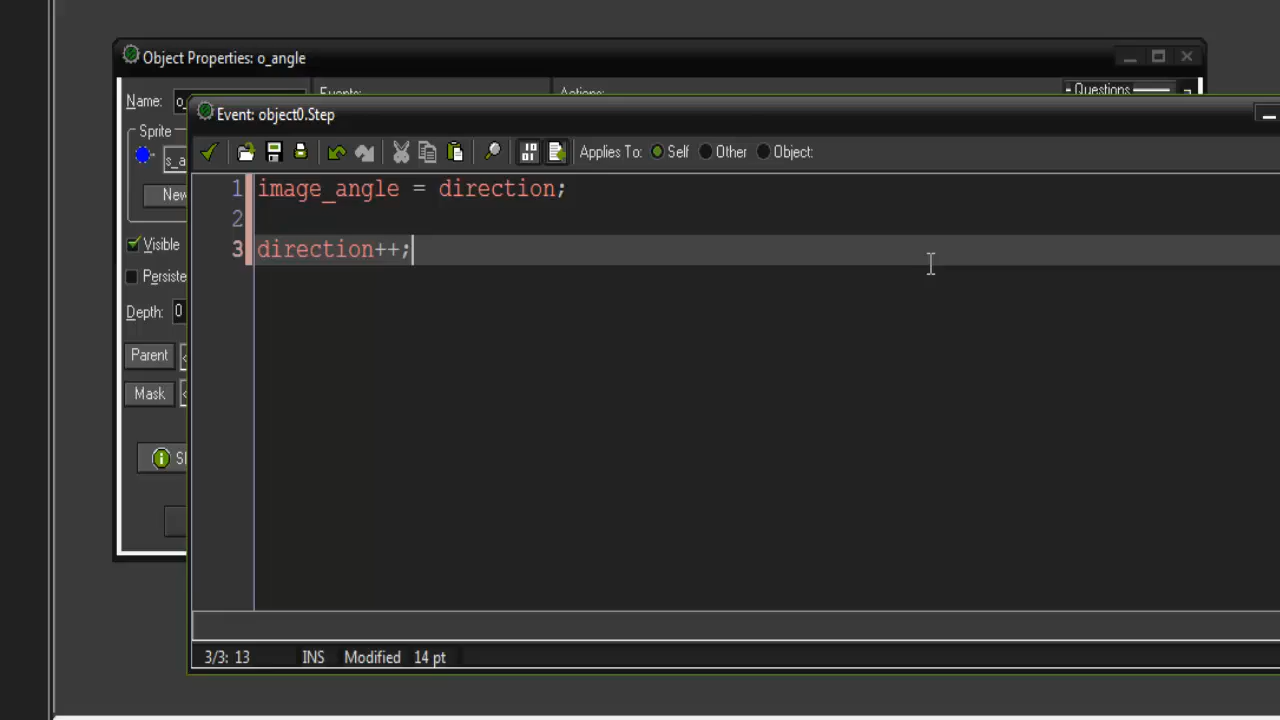 Object Properties: o_angle
Name:
Events:
Actions:
Questions
Event: object0.Step
Sprite
Applies To: Self Other Object:
1 image_angle = direction;
New
2
Visible
3 direction++;
Depth: 0
Parent
Mask
3/3: 13 INS Modified 14 pt